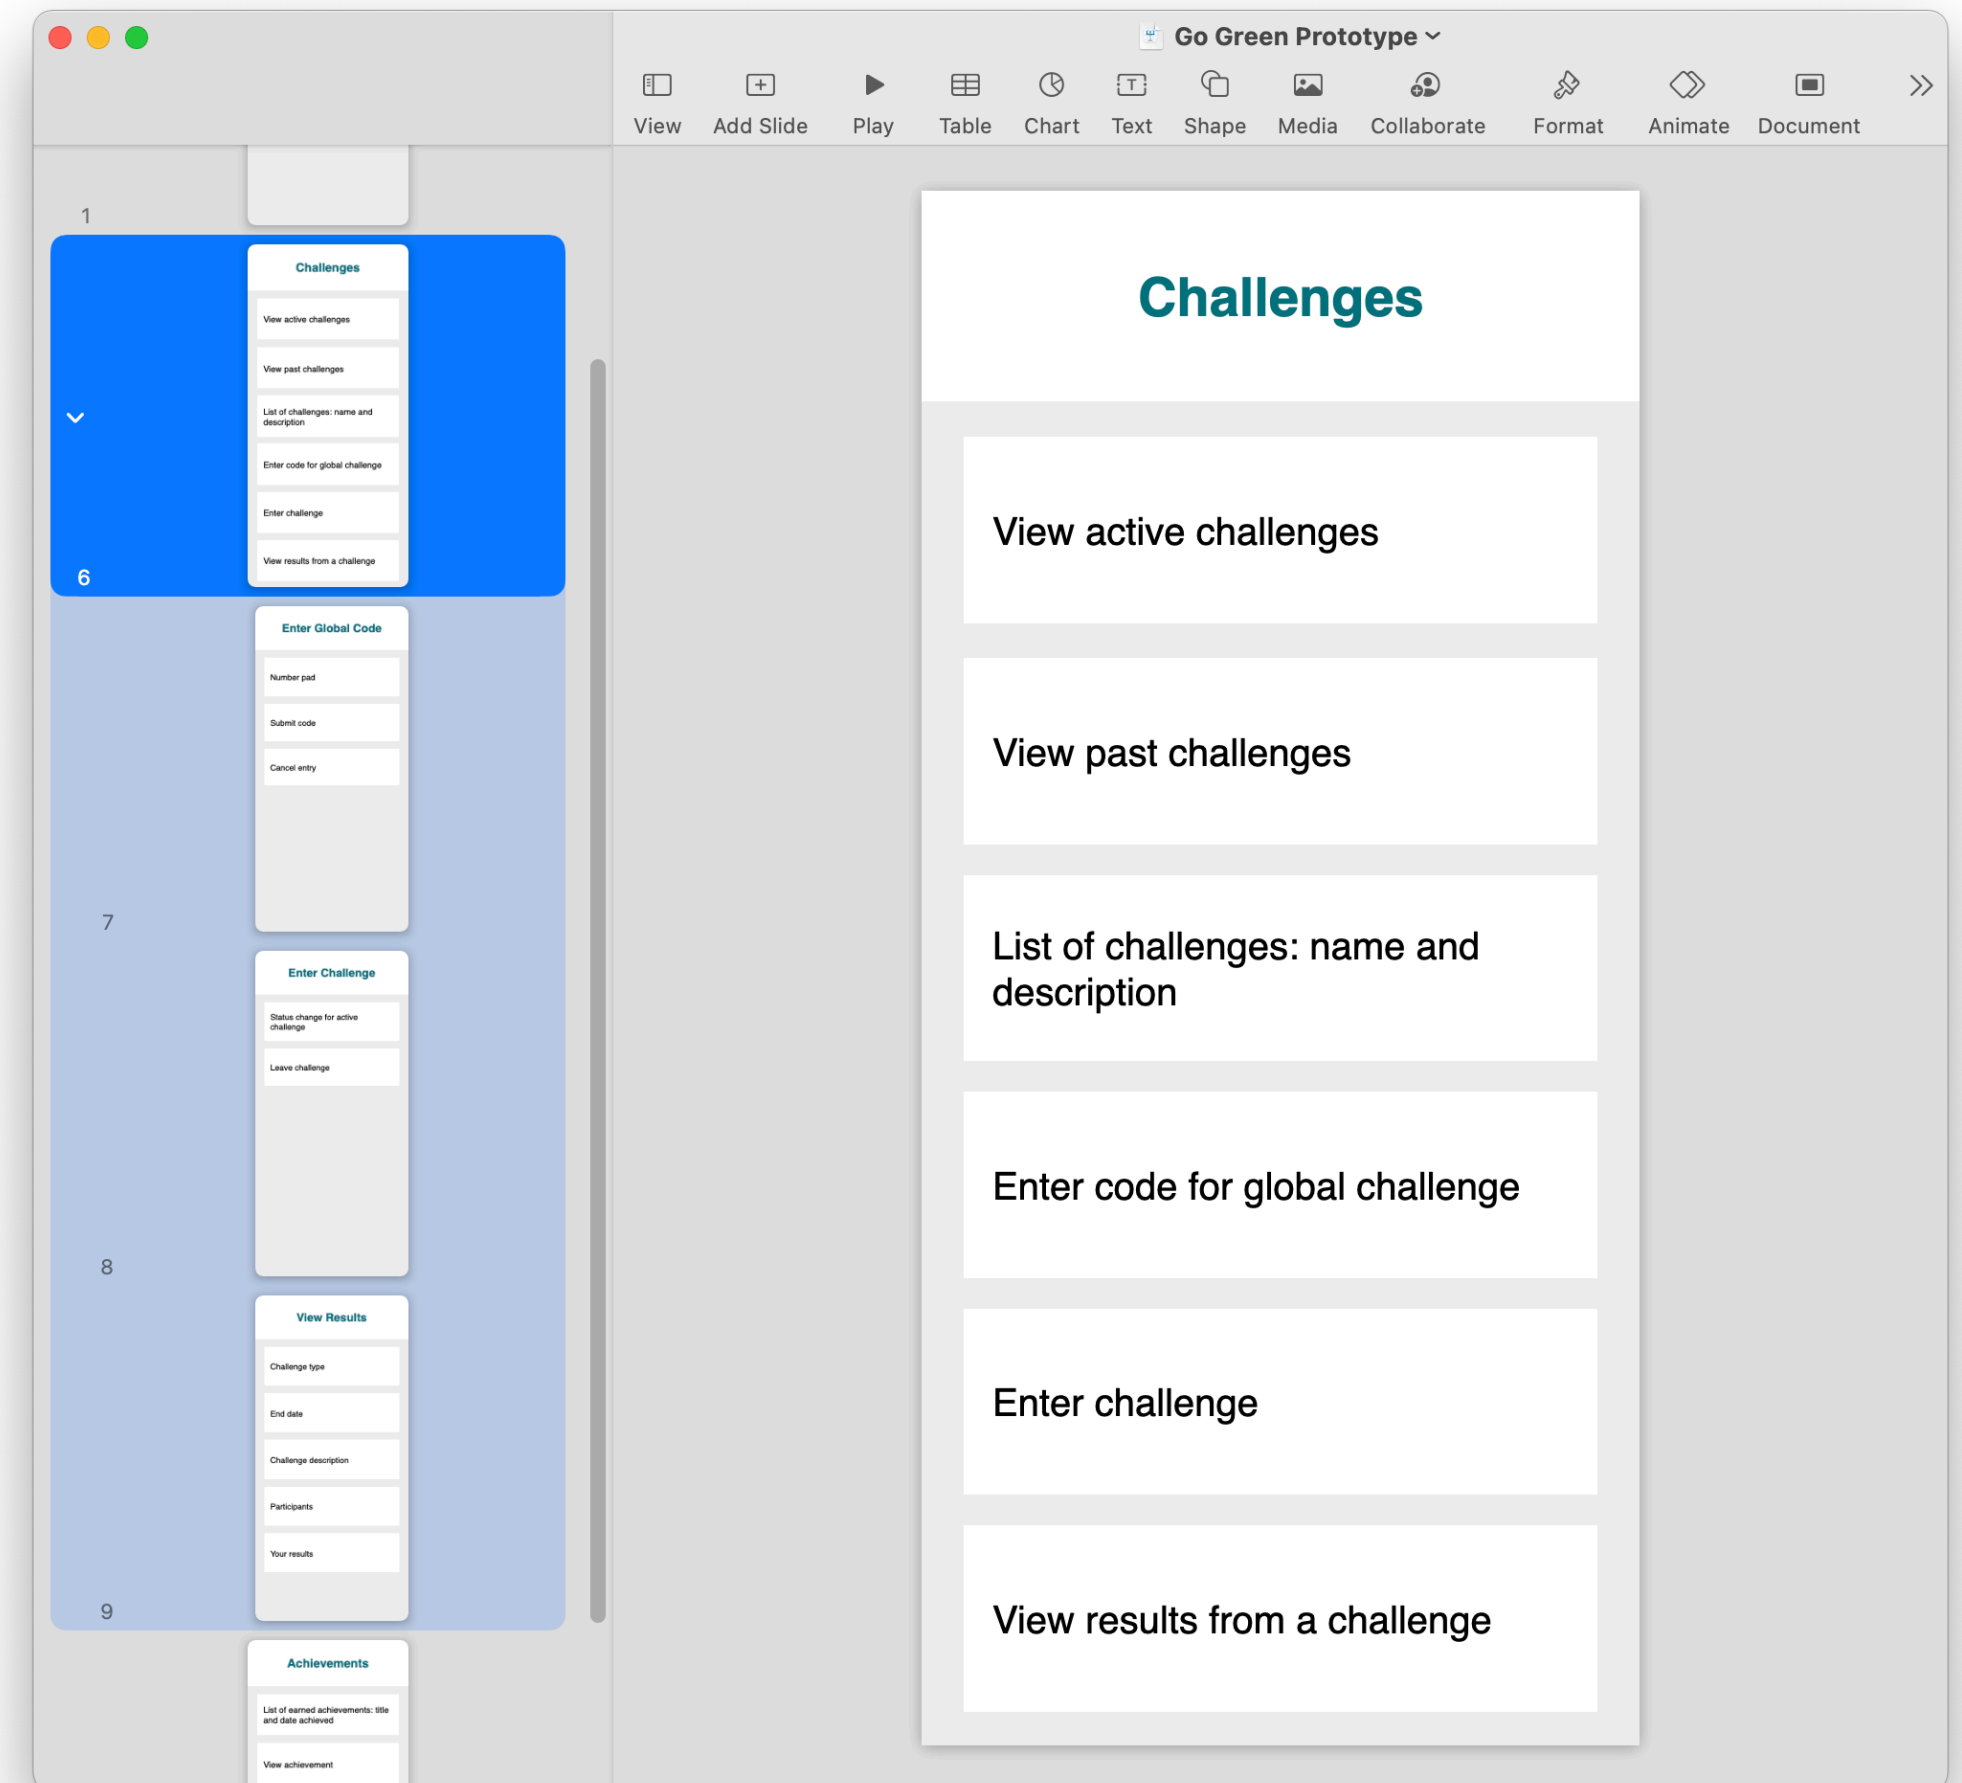 Go Green Prototype
View
Add Slide
Play
Table
Chart
Text
Shape
Media
Collaborate
Format
Animate
Document
1
Challenges
View active challenges
View past challenges
List of challenges: name and
description
Enter code for global challenge
Enter challenge
View results from a challenge
6
Enter Global Code
Number pad
Submit code
Cancel entry
7
Enter Challenge
Status change for active
challenge
Leave challenge
8
View Results
Challenge type
End date
Challenge description
Participants
Your results
9
Achievements
List of earned achievements: title
and date achieved
View achievement
Challenges
View active challenges
View past challenges
List of challenges: name and
description
Enter code for global challenge
Enter challenge
View results from a challenge